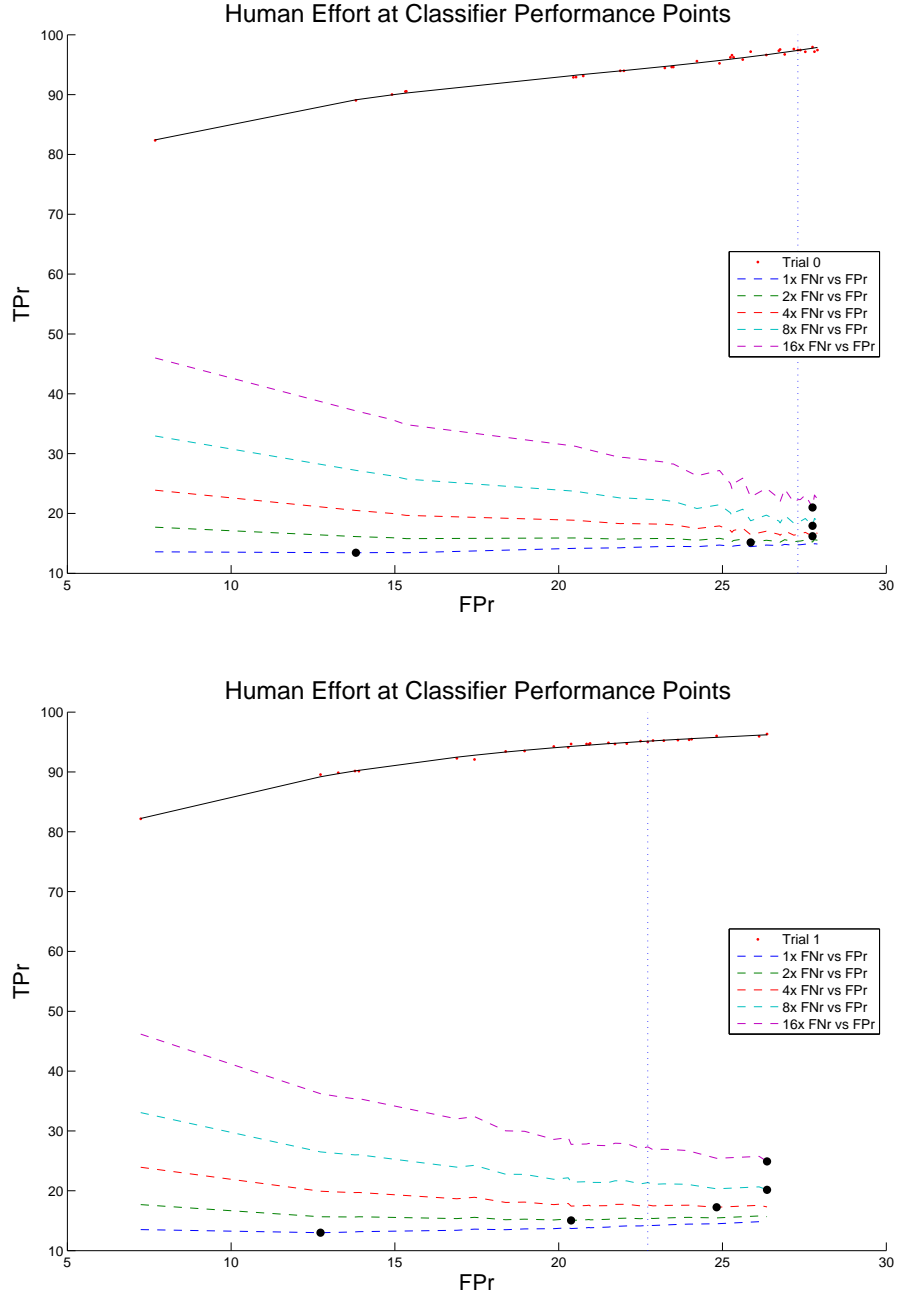 Human Effort at Classifier Performance Points
100
90
80
70
60
50
40
30
20
10
TPr
5
10
15
20
25
30
FPr
Trial 0
1x FNr vs FPr
2x FNr vs FPr
4x FNr vs FPr
8x FNr vs FPr
16x FNr vs FPr
Human Effort at Classifier Performance Points
100
90
80
70
60
50
40
30
20
10
TPr
5
10
15
20
25
30
FPr
Trial 1
1x FNr vs FPr
2x FNr vs FPr
4x FNr vs FPr
8x FNr vs FPr
16x FNr vs FPr